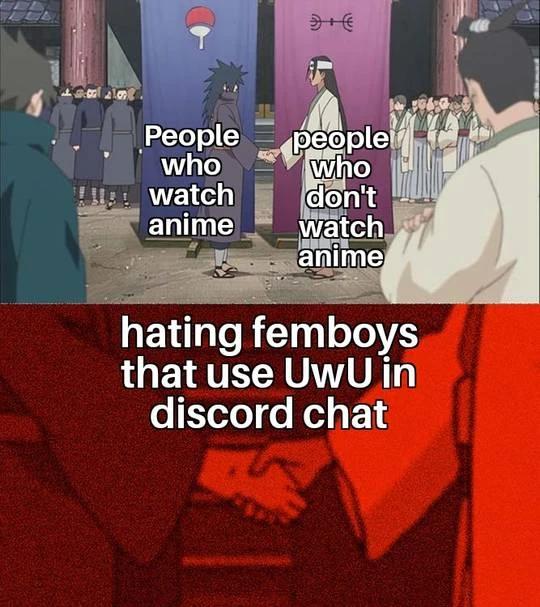 People
who
watch
anime
people
who
don't
watch
anime
hating femboys
that use UwU in
discord chat